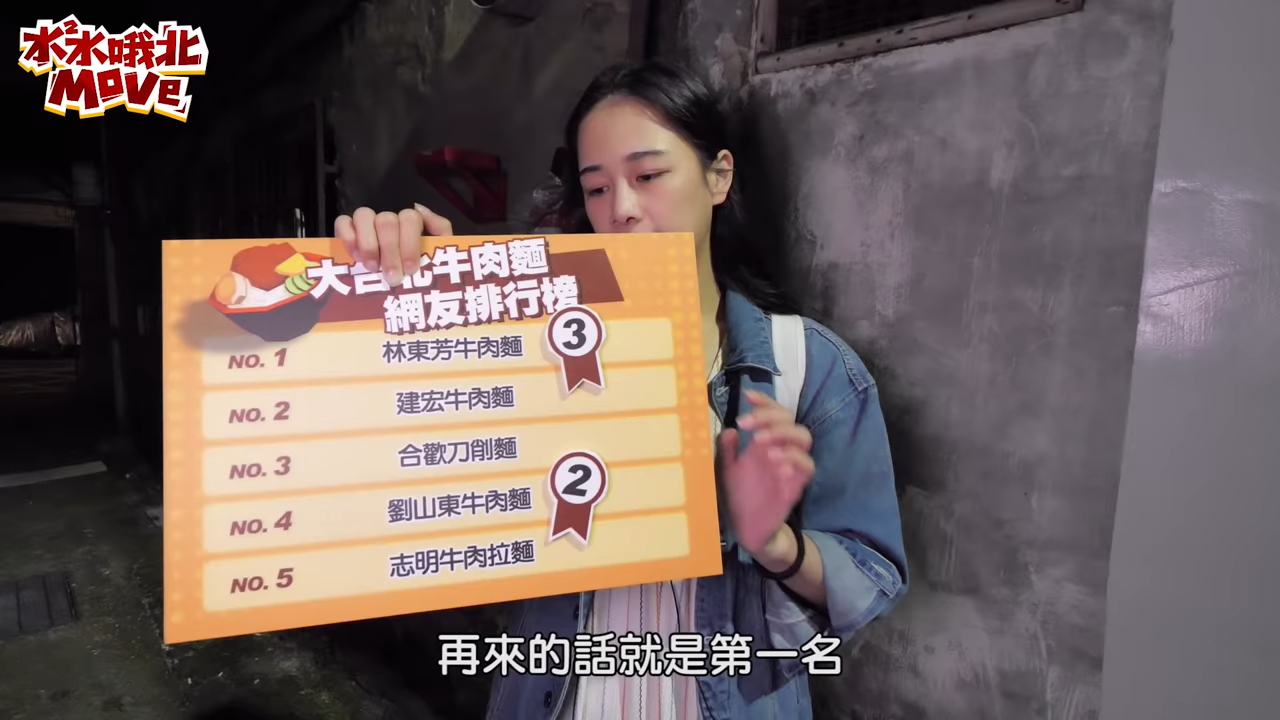 水2水哦北
MOVe
大台北牛肉麵
網友排行榜
NO. 1 林東芳牛肉麵 3
NO. 2 建宏牛肉麵
NO. 3 合歡刀削麵
NO. 4 劉山東牛肉麵 2
NO. 5 志明牛肉拉麵
再來的話就是第一名